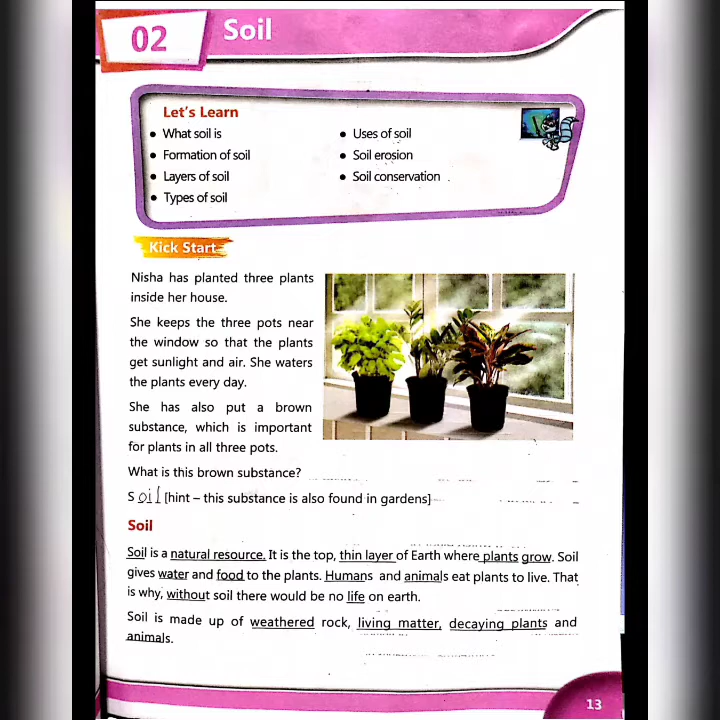 02
Soil
Let's Learn
• What soil is
• Formation of soil
• Layers of soil
• Types of soil
• Uses of soil
• Soil erosion
• Soil conservation
Kick Start
Nisha has planted three plants
inside her house.
She keeps the three pots near
the window so that the plants
get sunlight and air. She waters
the plants every day.
She has also put a brown
substance, which is important
for plants in all three pots.
What is this brown substance?
S oil [hint – this substance is also found in gardens]
Soil
Soil is a natural resource. It is the top, thin layer of Earth where plants grow. Soil
gives water and food to the plants. Humans and animals eat plants to live. That
is why, without soil there would be no life on earth.
Soil is made up of weathered rock, living matter, decaying plants and
animals.
13